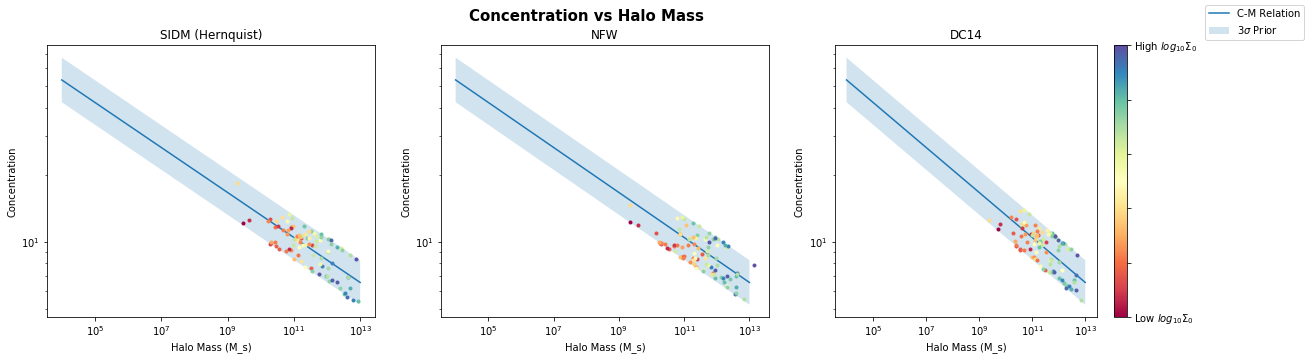 Concentration vs Halo Mass
C-M Relation
3σ Prior
SIDM (Hernquist)
NFW
DC14
High log₁₀Σ₀
Low log₁₀Σ₀
Concentration
10¹
10⁵ 10⁷ 10⁹ 10¹¹ 10¹³
Halo Mass (M_s)
Concentration
10¹
10⁵ 10⁷ 10⁹ 10¹¹ 10¹³
Halo Mass (M_s)
Concentration
10¹
10⁵ 10⁷ 10⁹ 10¹¹ 10¹³
Halo Mass (M_s)